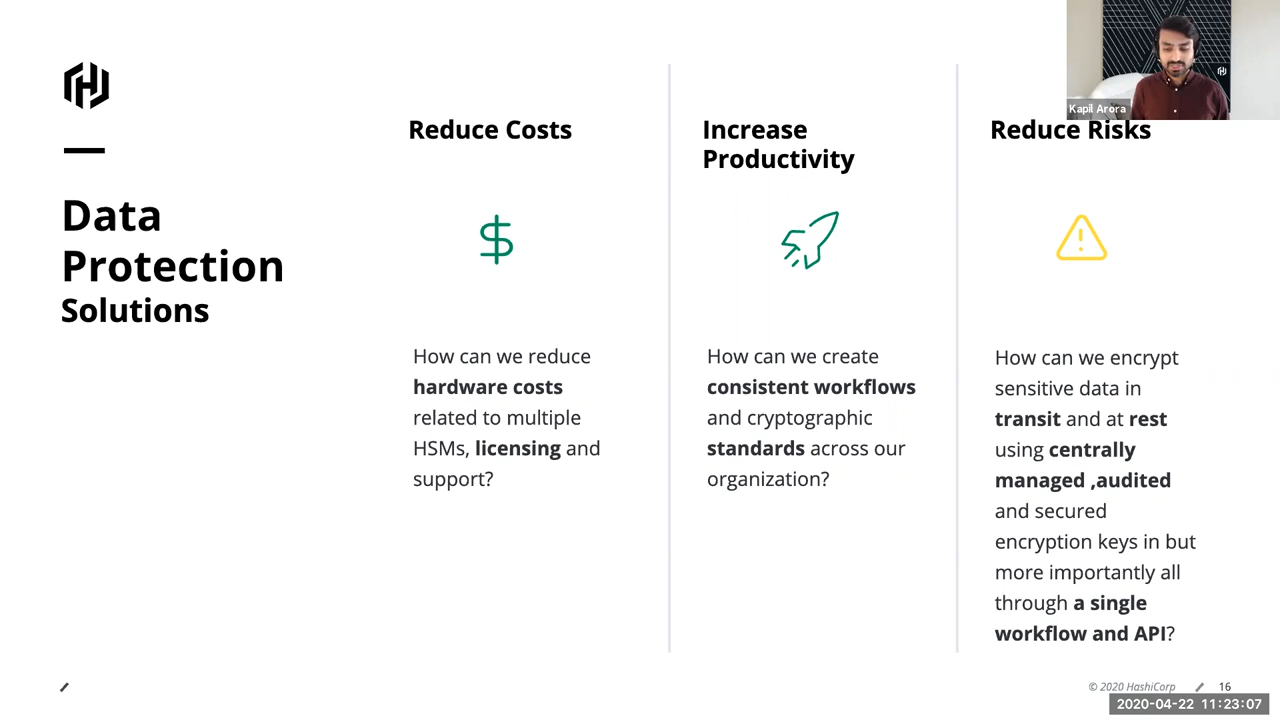 Kapil Arora
Data
Protection
Solutions
Reduce Costs
How can we reduce
hardware costs
related to multiple
HSMs, licensing and
support?
Increase
Productivity
How can we create
consistent workflows
and cryptographic
standards across our
organization?
Reduce Risks
How can we encrypt
sensitive data in
transit and at rest
using centrally
managed ,audited
and secured
encryption keys in but
more importantly all
through a single
workflow and API?
© 2020 HashiCorp
16
2020-04-22 11:23:07